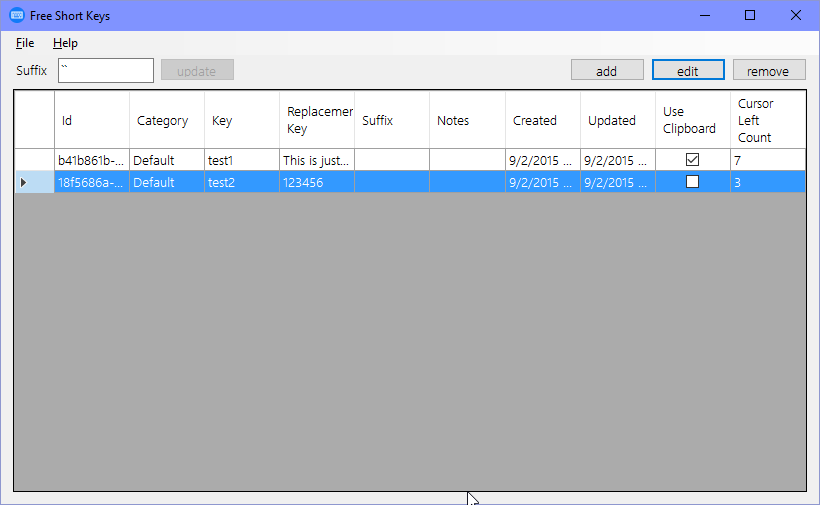 Free Short Keys
File Help
Suffix `` update add edit remove
Id Category Key Replacemer Key Suffix Notes Created Updated Use Clipboard Cursor Left Count
b41b861b-... Default test1 This is just... 9/2/2015 ... 9/2/2015 ... 7
18f5686a-... Default test2 123456 9/2/2015 ... 9/2/2015 ... 3